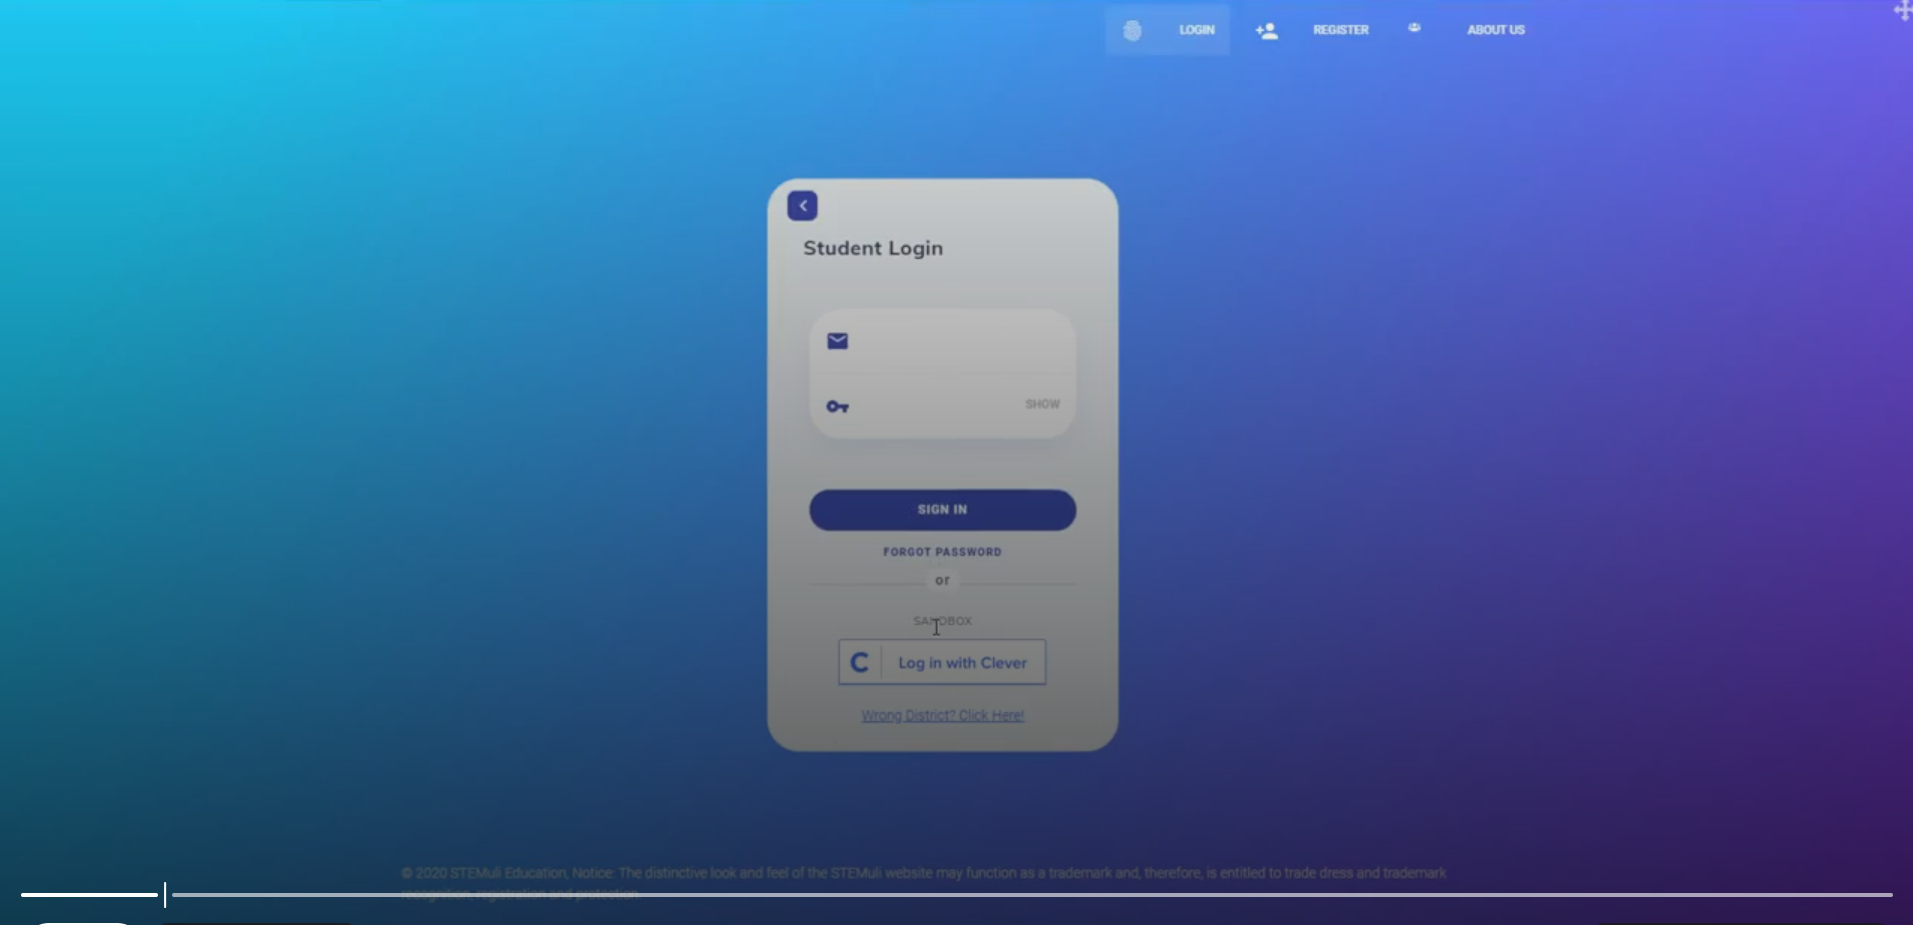 LOGIN
REGISTER
ABOUT US
Student Login
SHOW
SIGN IN
FORGOT PASSWORD
or
SANDBOX
C Log in with Clever
Wrong District? Click Here!
© 2020 STEMuli Education, Notice: The distinctive look and feel of the STEMuli website may function as a trademark and, therefore, is entitled to trade dress and trademark
recognition, registration and protection.